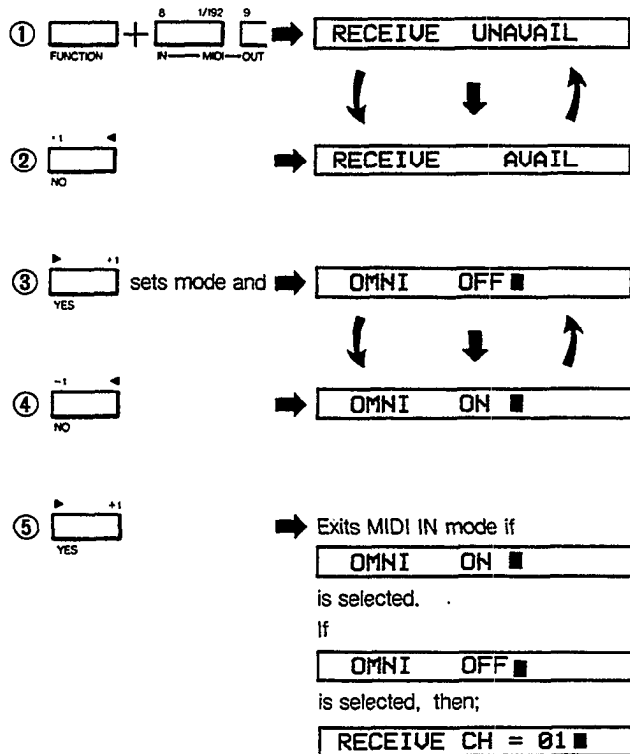 8 1/192 9
① + RECEIVE UNAVAIL
FUNCTION IN — MIDI — OUT
-1 ◀
② RECEIVE AVAIL
NO
▶ +1
③ sets mode and OMNI OFF■
YES
-1 ◀
④ OMNI ON ■
NO
▶ +1
⑤ Exits MIDI IN mode if
YES
OMNI ON ■
is selected.
If
OMNI OFF■
is selected, then;
RECEIVE CH = 01■